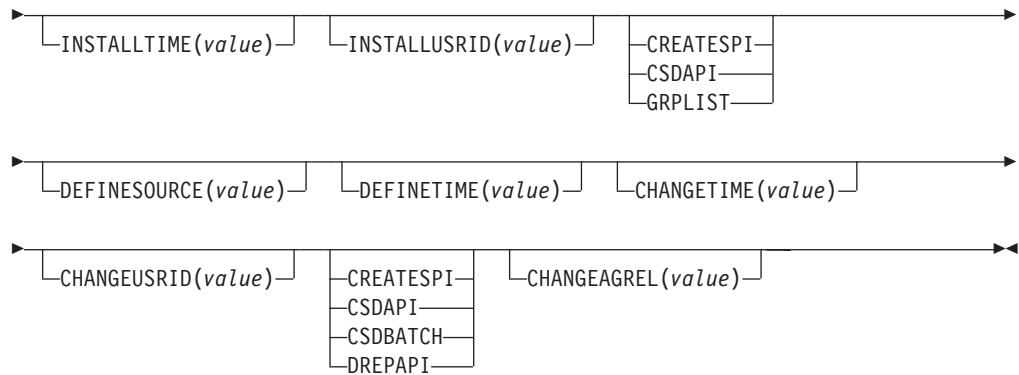 INSTALLTIME(value) INSTALLUSRID(value) CREATESPI
CSDAPI
GRPLIST
DEFINESOURCE(value) DEFINETIME(value) CHANGETIME(value)
CHANGEUSRID(value) CREATESPI CHANGEAGREL(value)
CSDAPI
CSDBATCH
DREPAPI